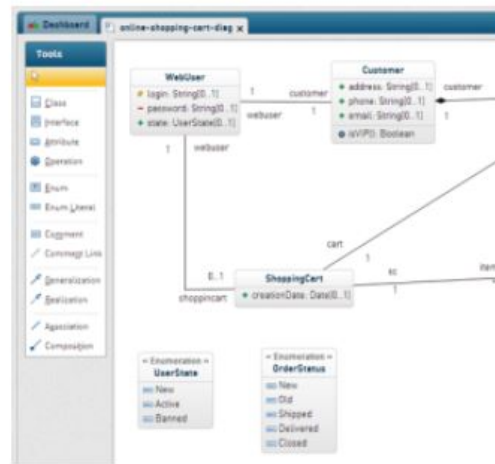 Dashboard
online-shopping-cart-diag
Tools
Class
Interface
Attribute
Operation
Enum
Enum Literal
Comment
Comment Link
Generalization
Realization
Association
Composition
WebUser
login: String[0..1]
password: String[0..1]
state: UserState[0..1]
1
customer
webuser
1
Customer
address: String[0..1]
phone: String[0..1]
email: String[0..1]
isVIP(): Boolean
customer
1
1
webuser
0..1
shoppincart
cart
1
ShoppingCart
creationDate: Date[0..1]
sc
1
item
« Enumeration »
UserState
New
Active
Banned
« Enumeration »
OrderStatus
New
Old
Shipped
Delivered
Closed